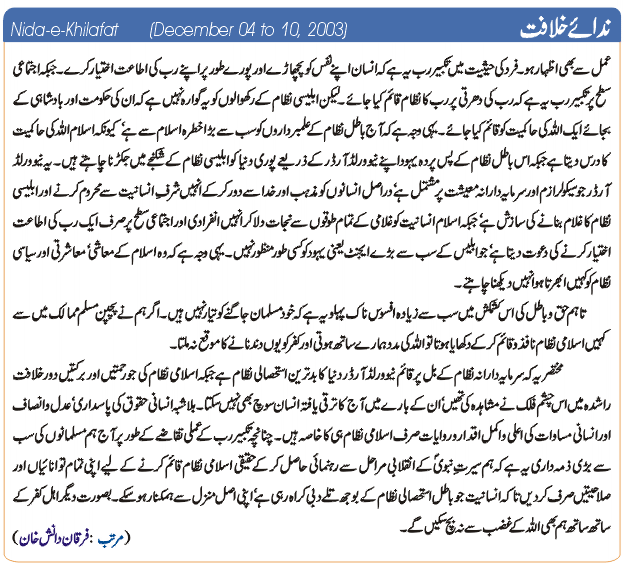 Nida-e-Khilafat (December 04 to 10, 2003) ندائے خلافت
عمل سے بھی اظہار ہو۔ فرد کی حیثیت میں تکبیر رب یہ ہے کہ انسان اپنے نفس کو پچھاڑے اور پورے طور پر اپنے رب کی اطاعت اختیار کرے۔ جبکہ اجتماعی
سطح پر تکبیر رب یہ ہے کہ رب کی دھرتی پر رب کا نظام قائم کیا جائے۔ لیکن ابلیسی نظام کے رکھوالوں کو یہ گوارہ نہیں ہے کہ ان کی حکومت اور بادشاہی کے
بجائے ایک اللہ کی حاکمیت کو قائم کیا جائے۔ یہی وجہ ہے کہ آج باطل نظام کے علمبرداروں کو سب سے بڑا خطرہ اسلام سے ہے‘ کیونکہ اسلام اللہ کی حاکمیت
کا درس دیتا ہے جبکہ اس باطل نظام کے پس پردہ یہود اپنے نیو ورلڈ آرڈر کے ذریعے پوری دنیا کو ابلیسی نظام کے شکنجے میں جکڑنا چاہتے ہیں۔ یہ نیو ورلڈ
آرڈر جو سیکولرازم اور سرمایہ دارانہ معیشت پر مشتمل ہے‘ دراصل انسانوں کو مذہب اور خدا سے دور کر کے انہیں شرفِ انسانیت سے محروم کرنے اور ابلیسی
نظام کا غلام بنانے کی سازش ہے‘ جبکہ اسلام انسانیت کو غلامی کے تمام طوقوں سے نجات دلا کر انہیں انفرادی اور اجتماعی سطح پر صرف ایک رب کی اطاعت
اختیار کرنے کی دعوت دیتا ہے‘ جو ابلیس کے سب سے بڑے ایجنٹ یعنی یہود کو کسی طور منظور نہیں۔ یہی وجہ ہے کہ وہ اسلام کے معاشی‘ معاشرتی اور سیاسی
نظام کو کہیں ابھرتا ہوا نہیں دیکھنا چاہتے۔
تاہم حق و باطل کی اس کشمکش میں سب سے زیادہ افسوس ناک پہلو یہ ہے کہ خود مسلمان جاگنے کو تیار نہیں ہیں۔ اگر ہم نے پچپن مسلم ممالک میں سے
کہیں اسلامی نظام نافذ و قائم کر کے دکھایا ہوتا تو اللہ کی مدد ہمارے ساتھ ہوتی اور کفر کو یوں دندنانے کا موقع نہ ملتا۔
مختصر یہ کہ سرمایہ دارانہ نظام کے بل پر قائم نیو ورلڈ آرڈر دنیا کا بدترین استحصالی نظام ہے جبکہ اسلامی نظام کی جو رحمتیں اور برکتیں دور خلافت
راشدہ میں اس چشم فلک نے مشاہدہ کی تھیں‘ ان کے بارے میں آج کا ترقی یافتہ انسان سوچ بھی نہیں سکتا۔ بلاشبہ انسانی حقوق کی پاسداری‘ عدل و انصاف
اور انسانی مساوات کی اعلیٰ و اکمل اقدار و روایات صرف اسلامی نظام ہی کا خاصہ ہیں۔ چنانچہ تکبیر رب کے عملی تقاضے کے طور پر آج ہم مسلمانوں کی سب
سے بڑی ذمہ داری یہ ہے کہ ہم سیرت نبویؐ کے انقلابی مراحل سے رہنمائی حاصل کر کے حقیقی اسلامی نظام قائم کرنے کے لیے اپنی تمام توانائیاں اور
صلاحیتیں صرف کر دیں تاکہ انسانیت جو باطل استحصالی نظام کے بوجھ تلے دبی کراہ رہی ہے‘ اپنی اصل منزل سے ہمکنار ہو سکے۔ بصورت دیگر اہل کفر کے
ساتھ ساتھ ہم بھی اللہ کے غضب سے نہ بچ سکیں گے۔
(مرتب : فرقان دانش خان)